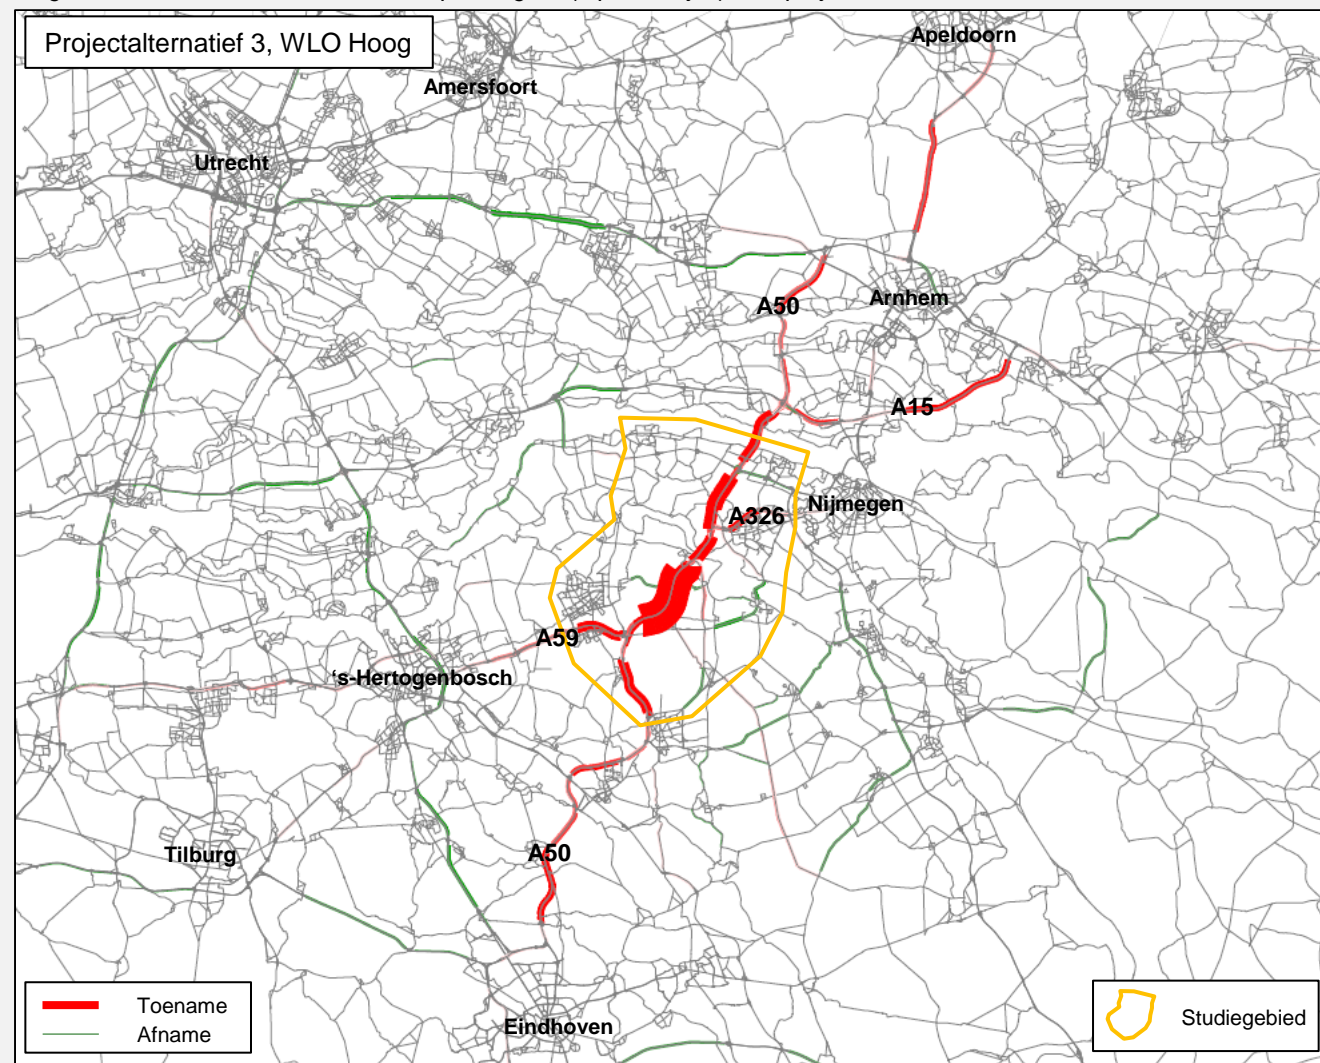 Projectalternatief 3, WLO Hoog
Apeldoorn
Amersfoort
Utrecht
A50
Arnhem
A15
Nijmegen
A326
A59
's-Hertogenbosch
A50
Tilburg
Eindhoven
Toename
Afname
Studiegebied